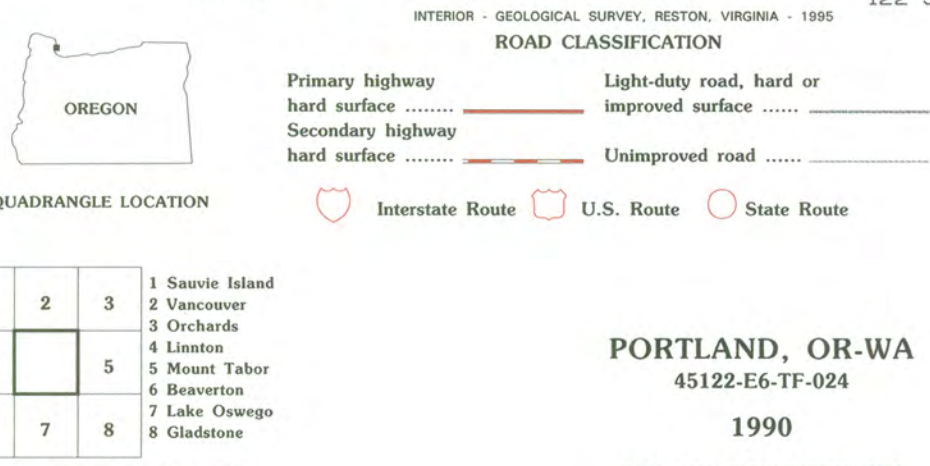 INTERIOR - GEOLOGICAL SURVEY, RESTON, VIRGINIA - 1995
ROAD CLASSIFICATION
Primary highway
hard surface ........
Light-duty road, hard or
improved surface ......
Secondary highway
hard surface ........
Unimproved road ......
Interstate Route
U.S. Route
State Route
OREGON
QUADRANGLE LOCATION
2
3
5
7
8
1 Sauvie Island
2 Vancouver
3 Orchards
4 Linnton
5 Mount Tabor
6 Beaverton
7 Lake Oswego
8 Gladstone
PORTLAND, OR-WA
45122-E6-TF-024
1990